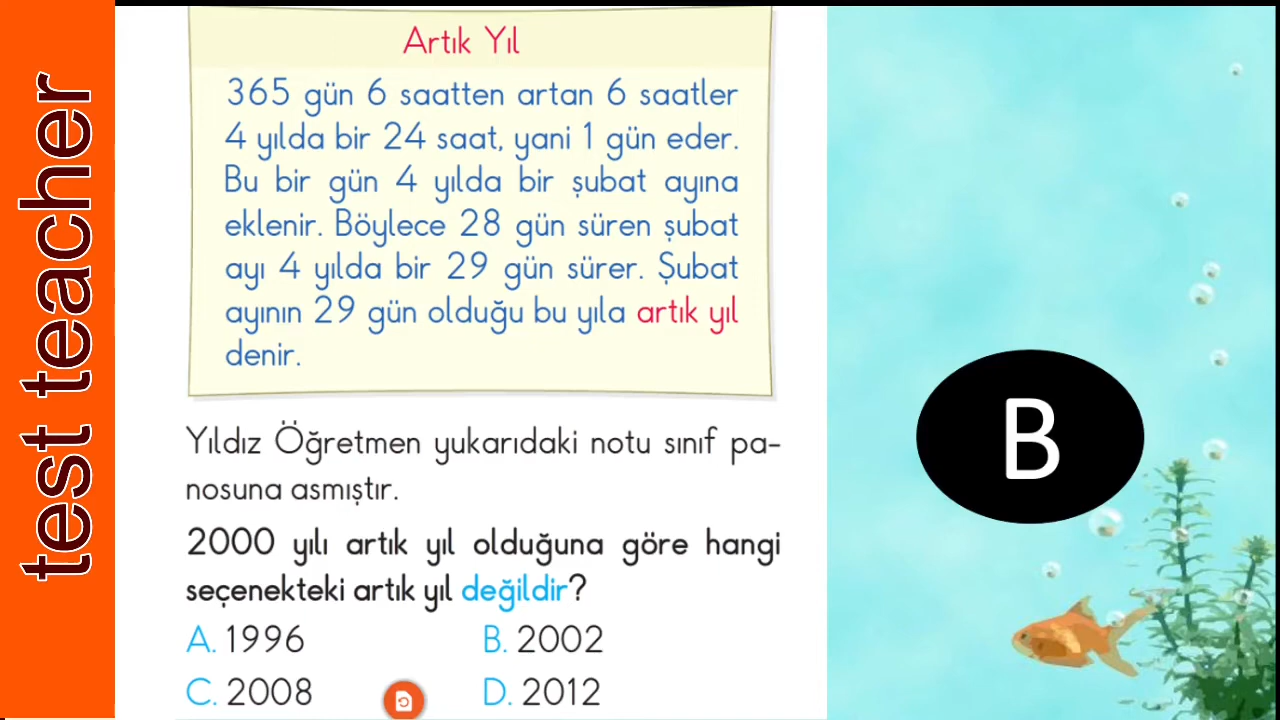 test teacher
Artık Yıl
365 gün 6 saatten artan 6 saatler
4 yılda bir 24 saat, yani 1 gün eder.
Bu bir gün 4 yılda bir şubat ayına
eklenir. Böylece 28 gün süren şubat
ayı 4 yılda bir 29 gün sürer. Şubat
ayının 29 gün olduğu bu yıla artık yıl
denir.
Yıldız Öğretmen yukarıdaki notu sınıf pa-
nosuna asmıştır.
2000 yılı artık yıl olduğuna göre hangi
seçenekteki artık yıl değildir?
A. 1996
B. 2002
C. 2008
D. 2012
B